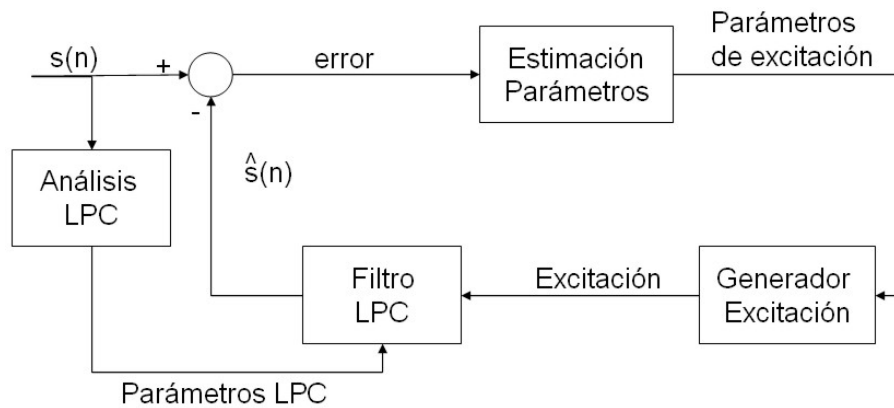 s(n)
+
error
Estimación
Parámetros
Parámetros
de excitación
-
ŝ(n)
Análisis
LPC
Filtro
LPC
Excitación
Generador
Excitación
Parámetros LPC